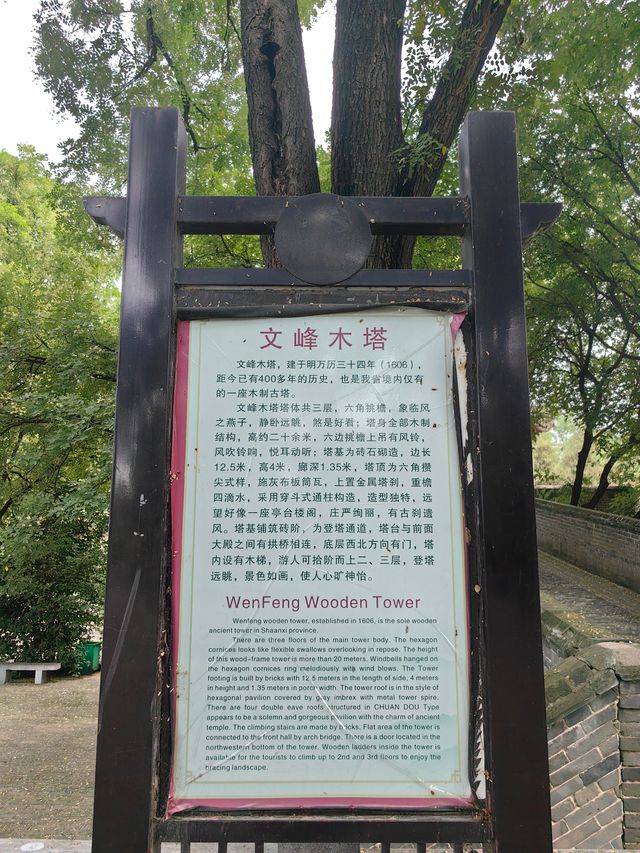 文峰木塔
文峰木塔，建于明万历三十四年（1606），
距今已有400多年的历史，也是我省境内仅有
的一座木制古塔。
文峰木塔塔体共三层，六角挑檐，象临风
之燕子，静卧远眺，煞是好看；塔身全部木制
结构，高约二十余米，六边挑檐上吊有风铃，
风吹铃响，悦耳动听；塔基为砖石砌造，边长
12.5米，高4米，廊深1.35米，塔顶为六角攒
尖式样，施灰布板筒瓦，上置金属塔刹，重檐
四滴水，采用穿斗式通柱构造，造型独特，远
望好像一座亭台楼阁，庄严绚丽，有古刹遗
风。塔基铺筑砖阶，为登塔通道，塔台与前面
大殿之间有拱桥相连，底层西北方向有门，塔
内设有木梯，游人可拾阶而上二、三层，登塔
远眺，景色如画，使人心旷神怡。
WenFeng Wooden Tower
Wenfeng wooden tower, established in 1606, is the sole wooden
ancient tower in Shaanxi province.
There are three floors of the main tower body. The hexagon
cornices looks like flexible swallows overlooking in repose. The height
of this wood-frame tower is more than 20 meters. Windbells hanged on
the hexagon cornices ring melodiously with wind blows. The Tower
footing is built by bricks with 12.5 meters in the length of side, 4 meters
in height and 1.35 meters in porch width. The tower roof is in the style of
hexagonal pavilion covered by gray imbrex with metal tower spire.
There are four double eave roofs structured in CHUAN DOU Type
appears to be a solemn and gorgeous pavilion with the charm of ancient
temple. The climbing stairs are made by bricks. Flat area of the tower is
connected to the front hall by arch bridge. There is a door located in the
northwestern bottom of the tower. Wooden ladders inside the tower is
available for the tourists to climb up to 2nd and 3rd floors to enjoy the
bracing landscape.